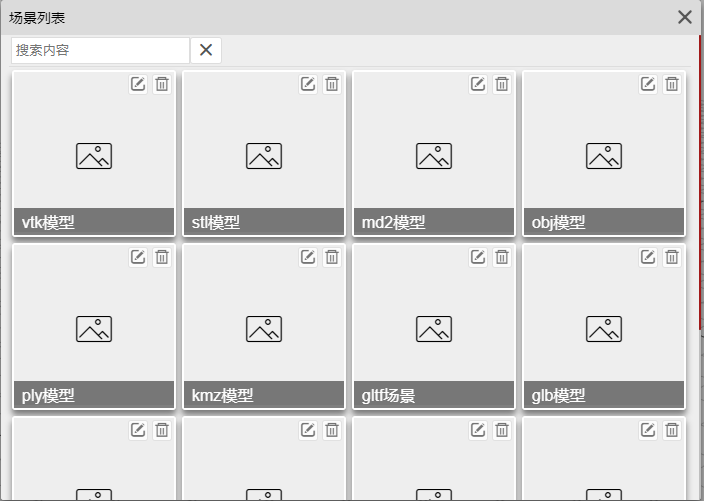 场景列表
搜索内容
vtk模型
stl模型
md2模型
obj模型
ply模型
kmz模型
gltf场景
glb模型